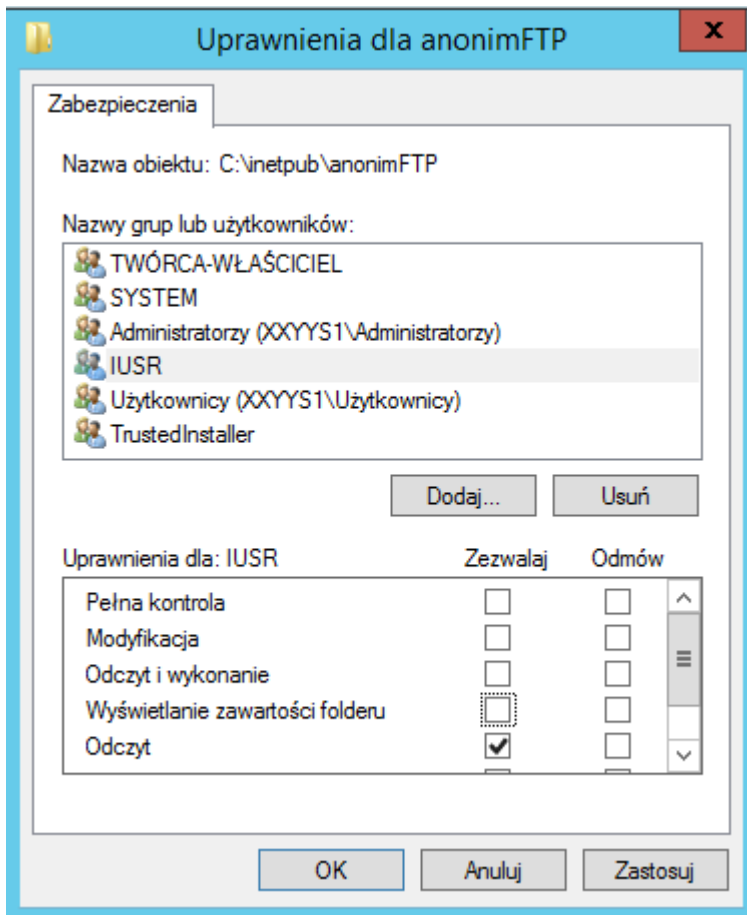 Uprawnienia dla anonimFTP
x
Zabezpieczenia
Nazwa obiektu: C:\inetpub\anonimFTP
Nazwy grup lub użytkowników:
TWÓRCA-WŁAŚCICIEL
SYSTEM
Administratorzy (XXYYS1\Administratorzy)
IUSR
Użytkownicy (XXYYS1\Użytkownicy)
TrustedInstaller
Dodaj... Usuń
Uprawnienia dla: IUSR Zezwalaj Odmów
Pełna kontrola
Modyfikacja
Odczyt i wykonanie
Wyświetlanie zawartości folderu
Odczyt
OK Anuluj Zastosuj